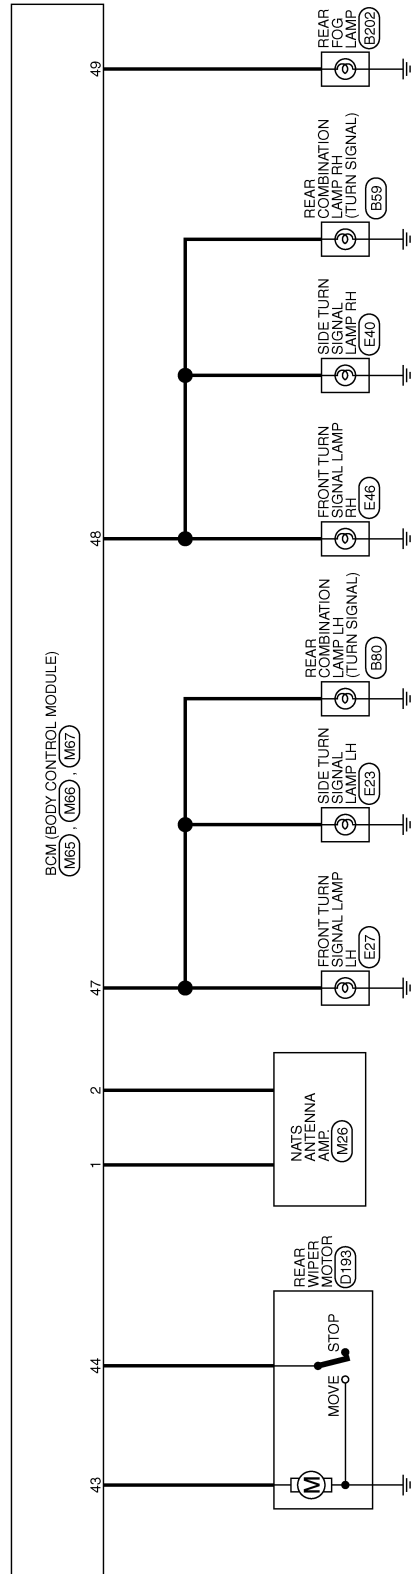 BCM (BODY CONTROL MODULE)
M65 , M66 , M67
43
44
1
2
47
48
49
REAR
WIPER
MOTOR
D193
M
MOVE
STOP
NATS
ANTENNA
AMP.
M26
FRONT TURN
SIGNAL LAMP
LH
E27
SIDE TURN
SIGNAL
LAMP LH
E23
REAR
COMBINATION
LAMP LH
(TURN SIGNAL)
B80
FRONT TURN
SIGNAL LAMP
RH
E46
SIDE TURN
SIGNAL
LAMP RH
E40
REAR
COMBINATION
LAMP RH
(TURN SIGNAL)
B59
REAR
FOG
LAMP
B202